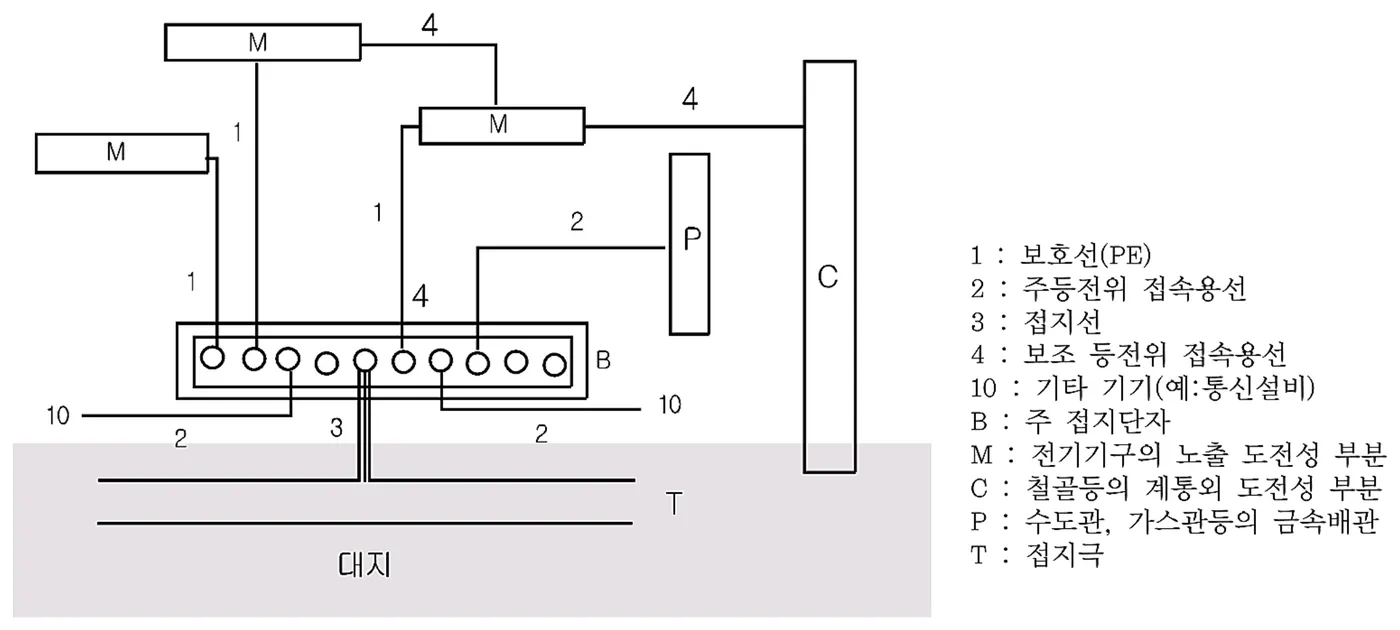 M
4
M
4
M
1
1
1
2
P
C
4
B
10
10
2
3
2
T
대지
1 : 보호선(PE)
2 : 주등전위 접속용선
3 : 접지선
4 : 보조 등전위 접속용선
10 : 기타 기기(예:통신설비)
B : 주 접지단자
M : 전기기구의 노출 도전성 부분
C : 철골등의 계통외 도전성 부분
P : 수도관, 가스관등의 금속배관
T : 접지극